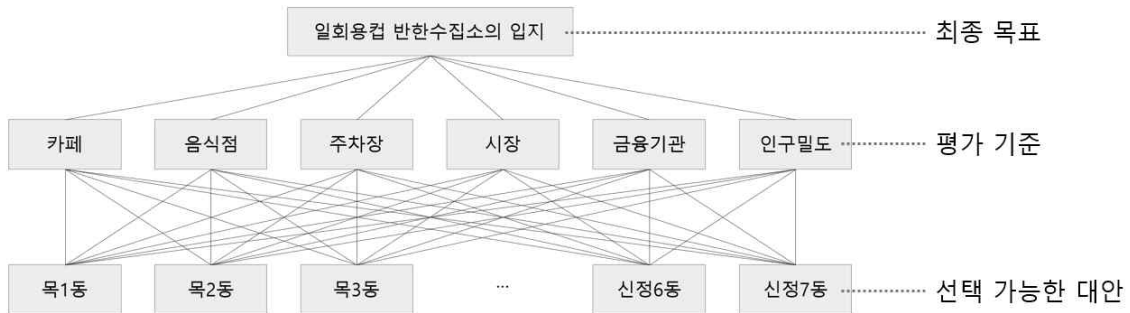 일회용컵 반한수집소의 입지
최종 목표
카페 음식점 주차장 시장 금융기관 인구밀도
평가 기준
목1동 목2동 목3동 ... 신정6동 신정7동
선택 가능한 대안